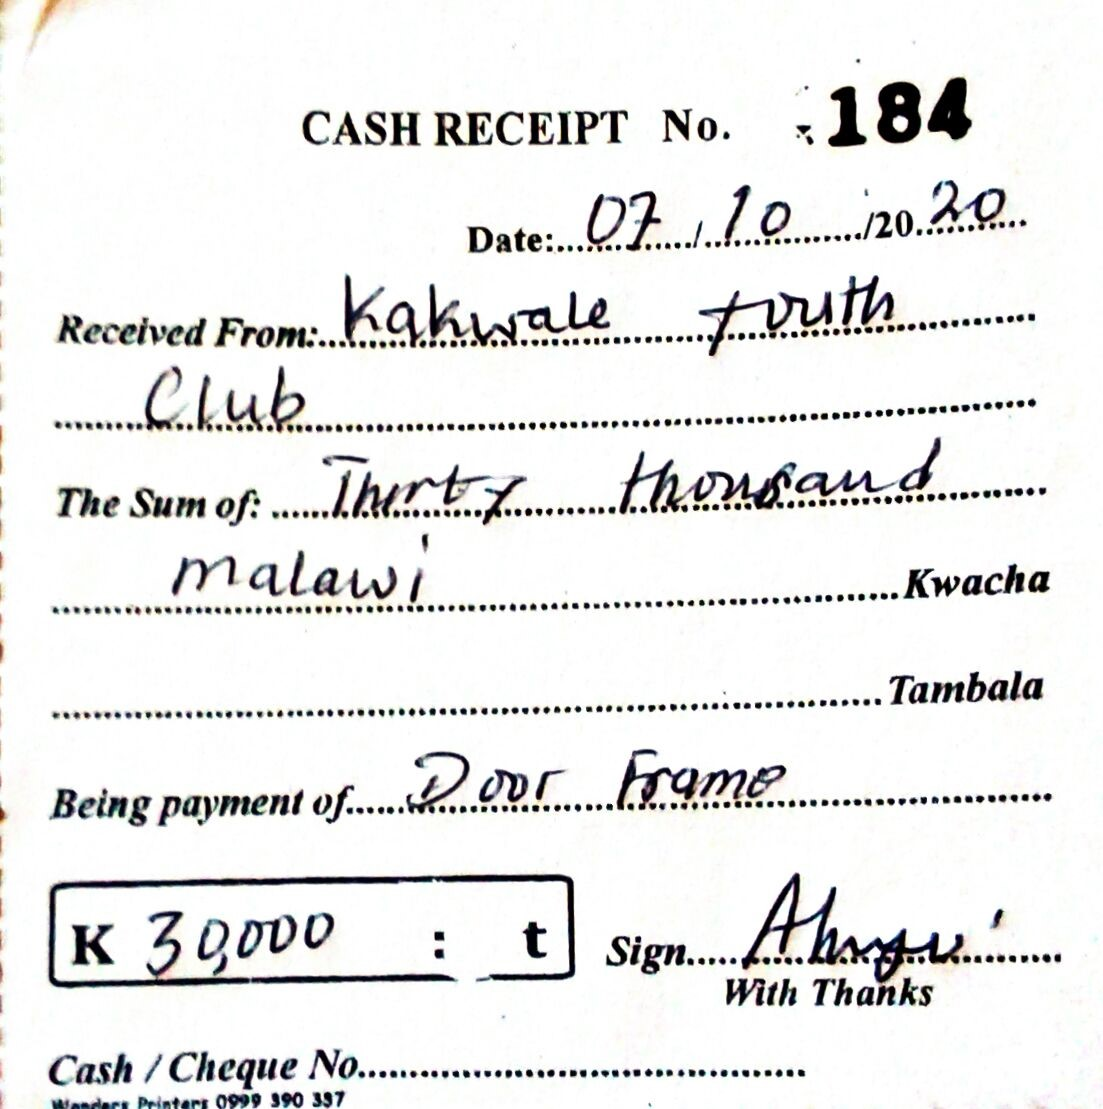 CASH RECEIPT No. 184
Date: 07/10/2020
Received From: Kakwale Youth
Club
The Sum of: Thirty thousand
malawi Kwacha
Tambala
Being payment of Door Frame
K 30,000 : t Sign
With Thanks
Cash / Cheque No
Wonders Printers 0999 390 337